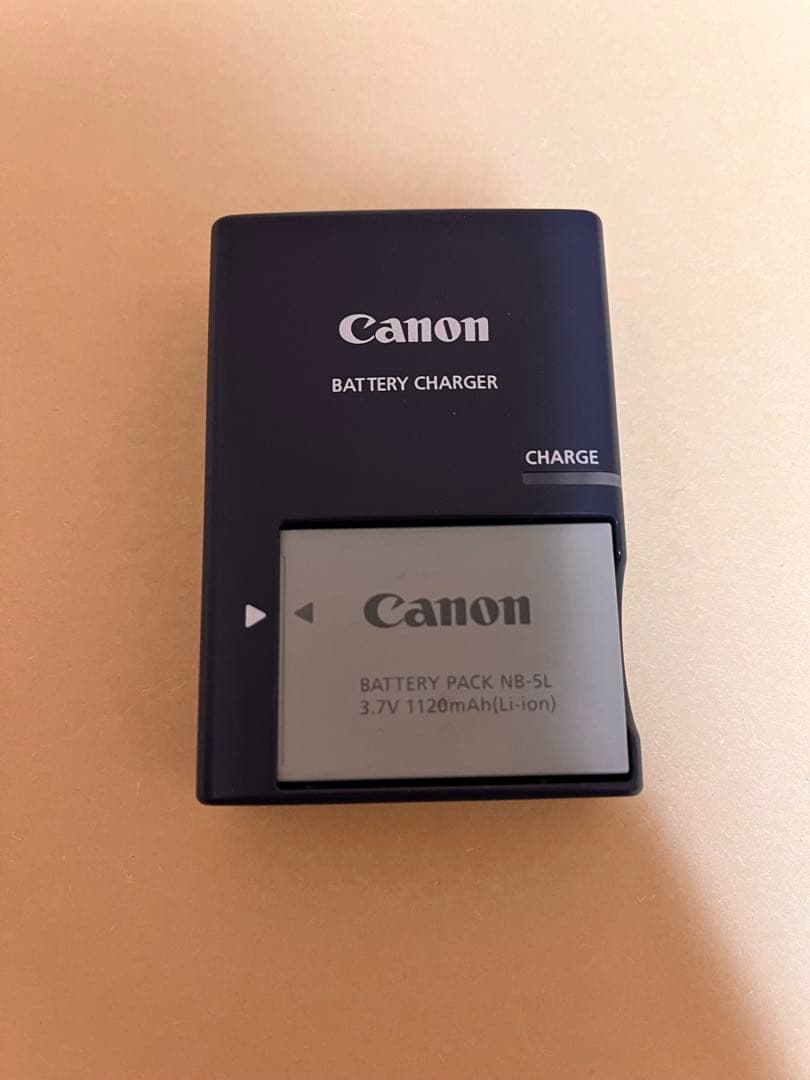 Canon
BATTERY CHARGER
CHARGE
Canon
BATTERY PACK NB-5L
3.7V 1120mAh(Li-ion)